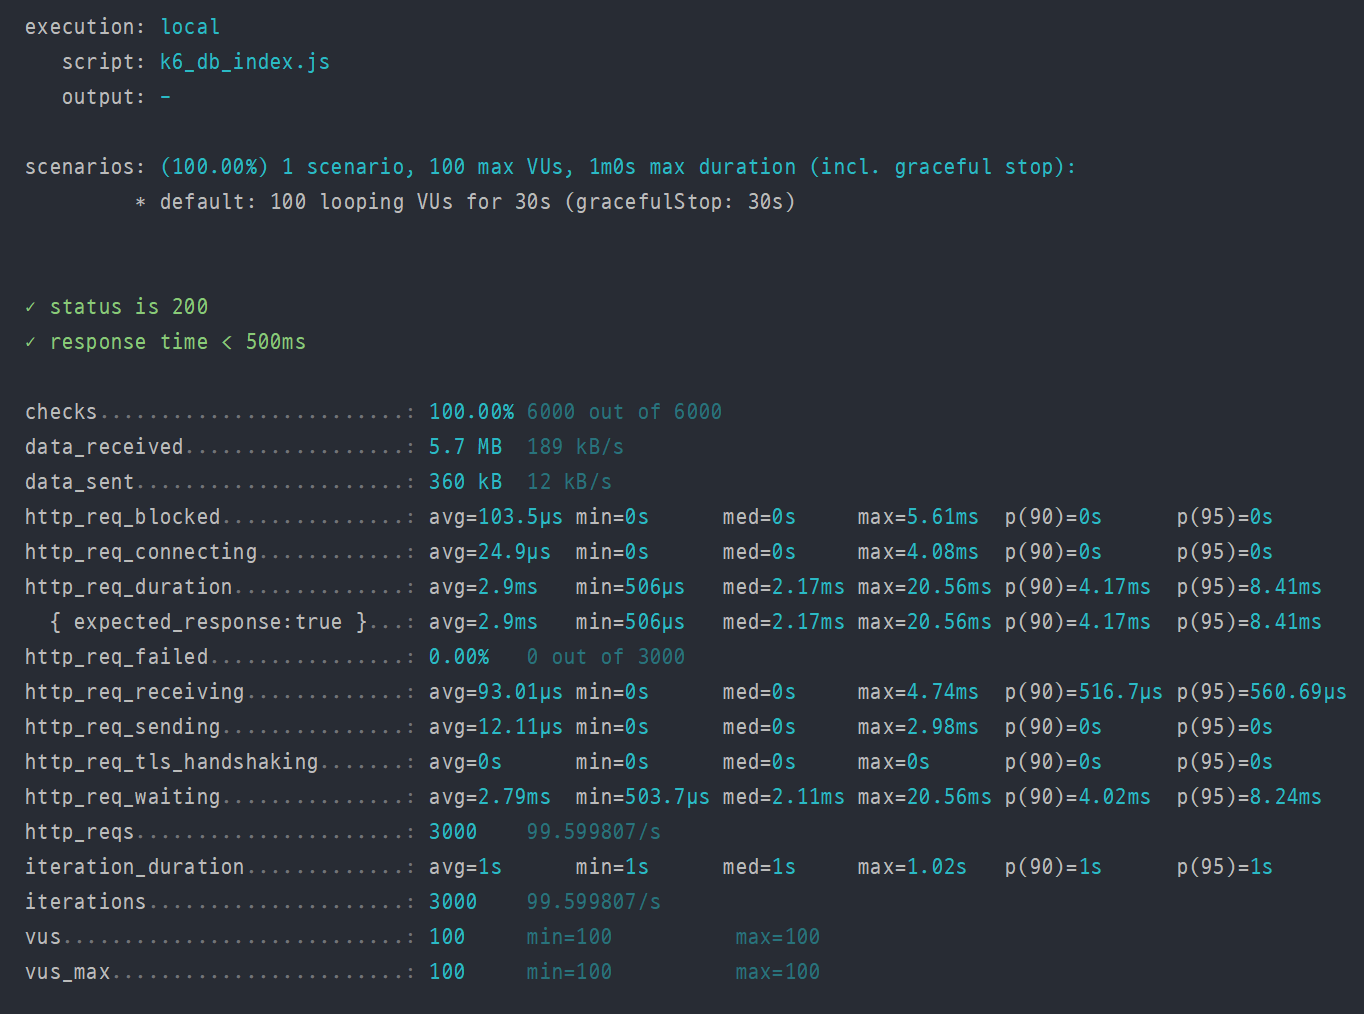 execution: local
script: k6_db_index.js
output: -
scenarios: (100.00%) 1 scenario, 100 max VUs, 1m0s max duration (incl. graceful stop):
* default: 100 looping VUs for 30s (gracefulStop: 30s)
✓ status is 200
✓ response time < 500ms
checks.........................: 100.00% 6000 out of 6000
data_received..................: 5.7 MB 189 kB/s
data_sent......................: 360 kB 12 kB/s
http_req_blocked...............: avg=103.5µs min=0s med=0s max=5.61ms p(90)=0s p(95)=0s
http_req_connecting............: avg=24.9µs min=0s med=0s max=4.08ms p(90)=0s p(95)=0s
http_req_duration..............: avg=2.9ms min=506µs med=2.17ms max=20.56ms p(90)=4.17ms p(95)=8.41ms
{ expected_response:true }...: avg=2.9ms min=506µs med=2.17ms max=20.56ms p(90)=4.17ms p(95)=8.41ms
http_req_failed................: 0.00% 0 out of 3000
http_req_receiving.............: avg=93.01µs min=0s med=0s max=4.74ms p(90)=516.7µs p(95)=560.69µs
http_req_sending...............: avg=12.11µs min=0s med=0s max=2.98ms p(90)=0s p(95)=0s
http_req_tls_handshaking.......: avg=0s min=0s med=0s max=0s p(90)=0s p(95)=0s
http_req_waiting...............: avg=2.79ms min=503.7µs med=2.11ms max=20.56ms p(90)=4.02ms p(95)=8.24ms
http_reqs......................: 3000 99.599807/s
iteration_duration.............: avg=1s min=1s med=1s max=1.02s p(90)=1s p(95)=1s
iterations.....................: 3000 99.599807/s
vus............................: 100 min=100 max=100
vus_max........................: 100 min=100 max=100